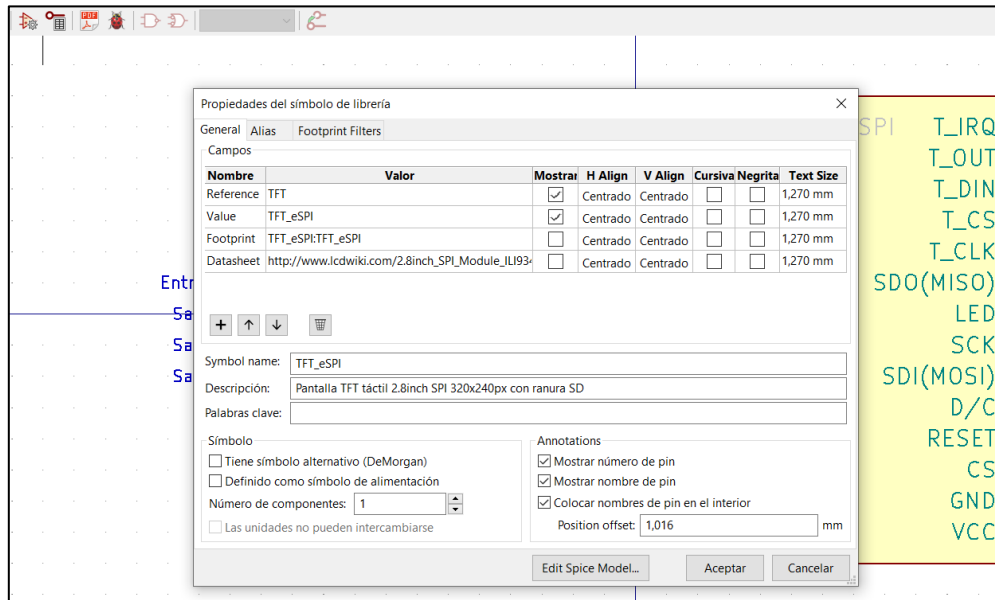 PDF
Propiedades del símbolo de librería
General Alias Footprint Filters
Campos
Nombre Valor Mostrar H Align V Align Cursiva Negrita Text Size
Reference TFT Centrado Centrado 1,270 mm
Value TFT_eSPI Centrado Centrado 1,270 mm
Footprint TFT_eSPI:TFT_eSPI Centrado Centrado 1,270 mm
Datasheet http://www.lcdwiki.com/2.8inch_SPI_Module_ILI934 Centrado Centrado 1,270 mm
Symbol name: TFT_eSPI
Descripción: Pantalla TFT táctil 2.8inch SPI 320x240px con ranura SD
Palabras clave:
Símbolo
Tiene símbolo alternativo (DeMorgan)
Definido como símbolo de alimentación
Número de componentes: 1
Las unidades no pueden intercambiarse
Annotations
Mostrar número de pin
Mostrar nombre de pin
Colocar nombres de pin en el interior
Position offset: 1,016 mm
Edit Spice Model... Aceptar Cancelar
Entr
Sa
Sa
Sa
SPI
T_IRQ
T_OUT
T_DIN
T_CS
T_CLK
SDO(MISO)
LED
SCK
SDI(MOSI)
D/C
RESET
CS
GND
VCC